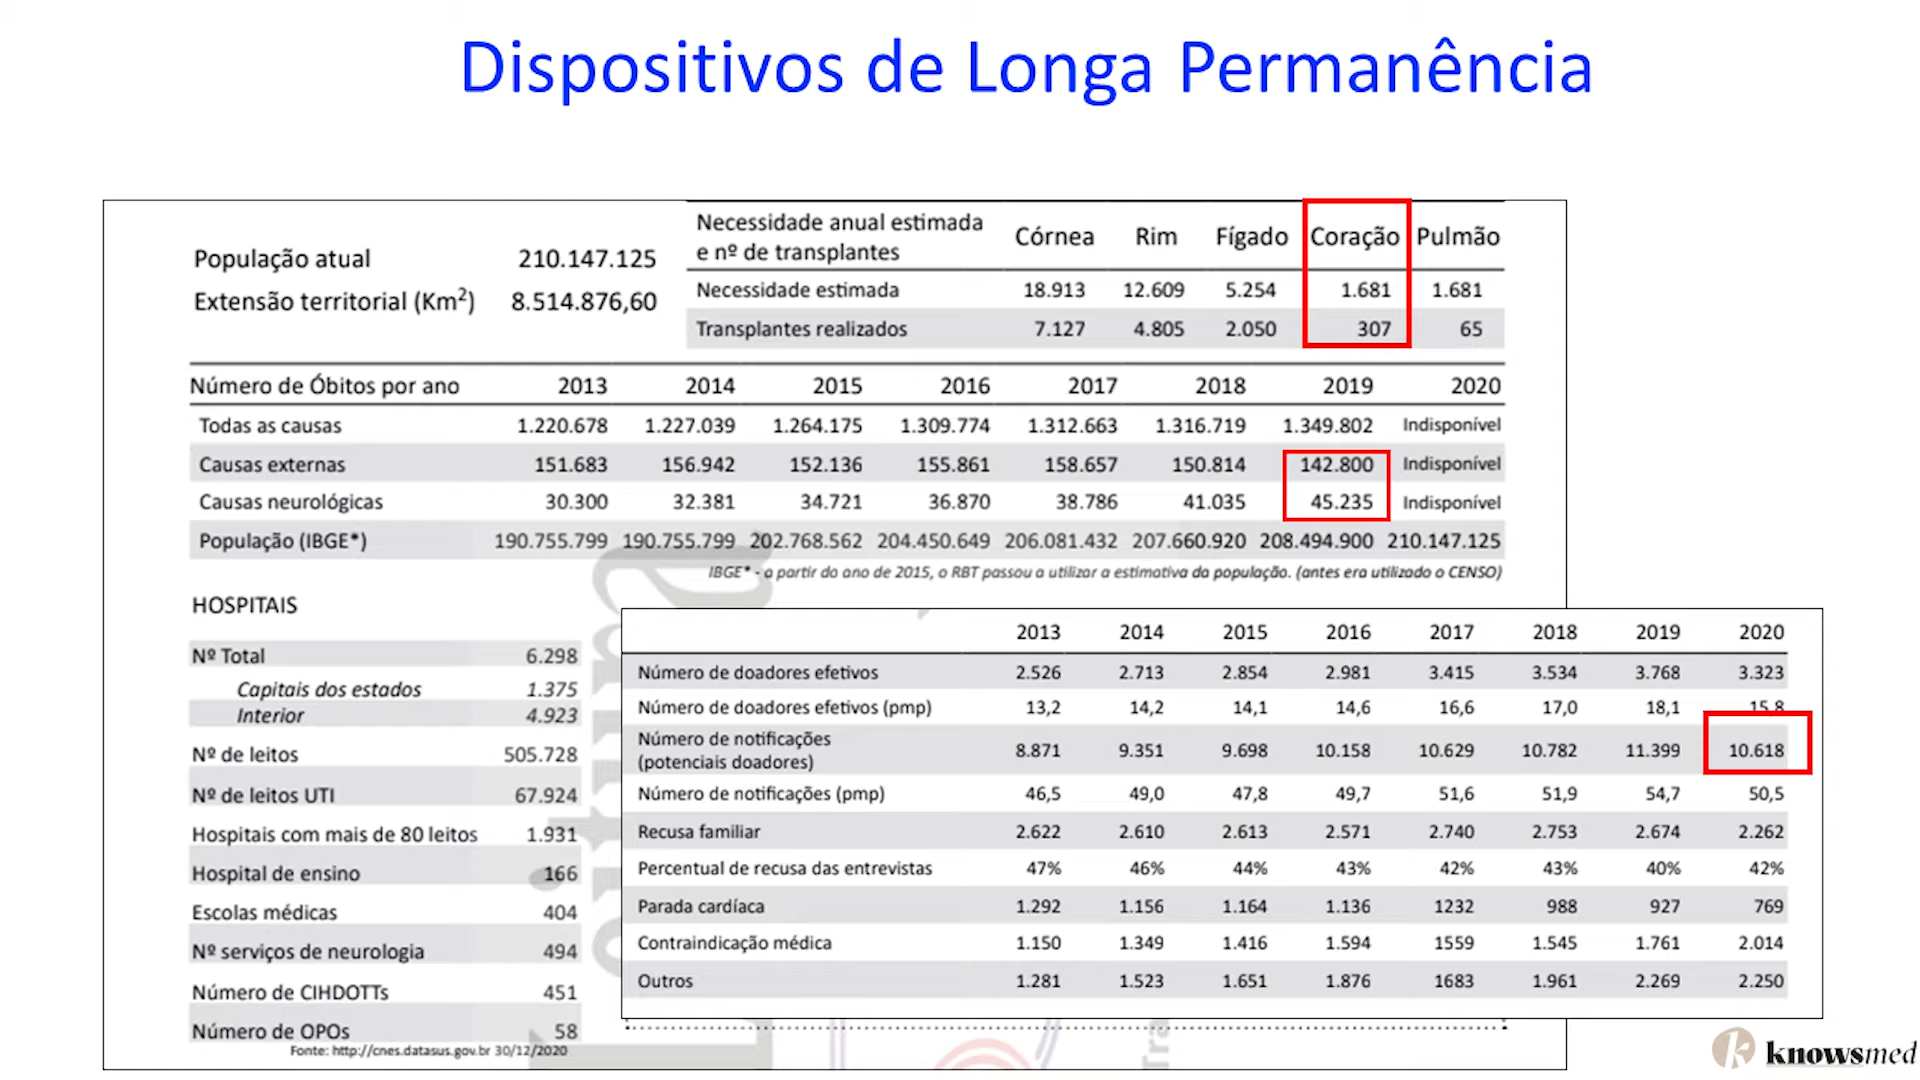 Dispositivos de Longa Permanência
População atual 210.147.125
Extensão territorial (Km²) 8.514.876,60
Necessidade anual estimada
e nº de transplantes Córnea Rim Fígado Coração Pulmão
Necessidade estimada 18.913 12.609 5.254 1.681 1.681
Transplantes realizados 7.127 4.805 2.050 307 65
Número de Óbitos por ano 2013 2014 2015 2016 2017 2018 2019 2020
Todas as causas 1.220.678 1.227.039 1.264.175 1.309.774 1.312.663 1.316.719 1.349.802 Indisponível
Causas externas 151.683 156.942 152.136 155.861 158.657 150.814 142.800 Indisponível
Causas neurológicas 30.300 32.381 34.721 36.870 38.786 41.035 45.235 Indisponível
População (IBGE*) 190.755.799 190.755.799 202.768.562 204.450.649 206.081.432 207.660.920 208.494.900 210.147.125
IBGE* - a partir do ano de 2015, o RBT passou a utilizar a estimativa da população. (antes era utilizado o CENSO)
HOSPITAIS
Nº Total 6.298
Capitais dos estados 1.375
Interior 4.923
Nº de leitos 505.728
Nº de leitos UTI 67.924
Hospitais com mais de 80 leitos 1.931
Hospital de ensino 166
Escolas médicas 404
Nº serviços de neurologia 494
Número de CIHDOTTs 451
Número de OPOs 58
Fonte: http://cnes.datasus.gov.br 30/12/2020
2013 2014 2015 2016 2017 2018 2019 2020
Número de doadores efetivos 2.526 2.713 2.854 2.981 3.415 3.534 3.768 3.323
Número de doadores efetivos (pmp) 13,2 14,2 14,1 14,6 16,6 17,0 18,1 15,8
Número de notificações
(potenciais doadores) 8.871 9.351 9.698 10.158 10.629 10.782 11.399 10.618
Número de notificações (pmp) 46,5 49,0 47,8 49,7 51,6 51,9 54,7 50,5
Recusa familiar 2.622 2.610 2.613 2.571 2.740 2.753 2.674 2.262
Percentual de recusa das entrevistas 47% 46% 44% 43% 42% 43% 40% 42%
Parada cardíaca 1.292 1.156 1.164 1.136 1232 988 927 769
Contraindicação médica 1.150 1.349 1.416 1.594 1559 1.545 1.761 2.014
Outros 1.281 1.523 1.651 1.876 1683 1.961 2.269 2.250
knowsmed